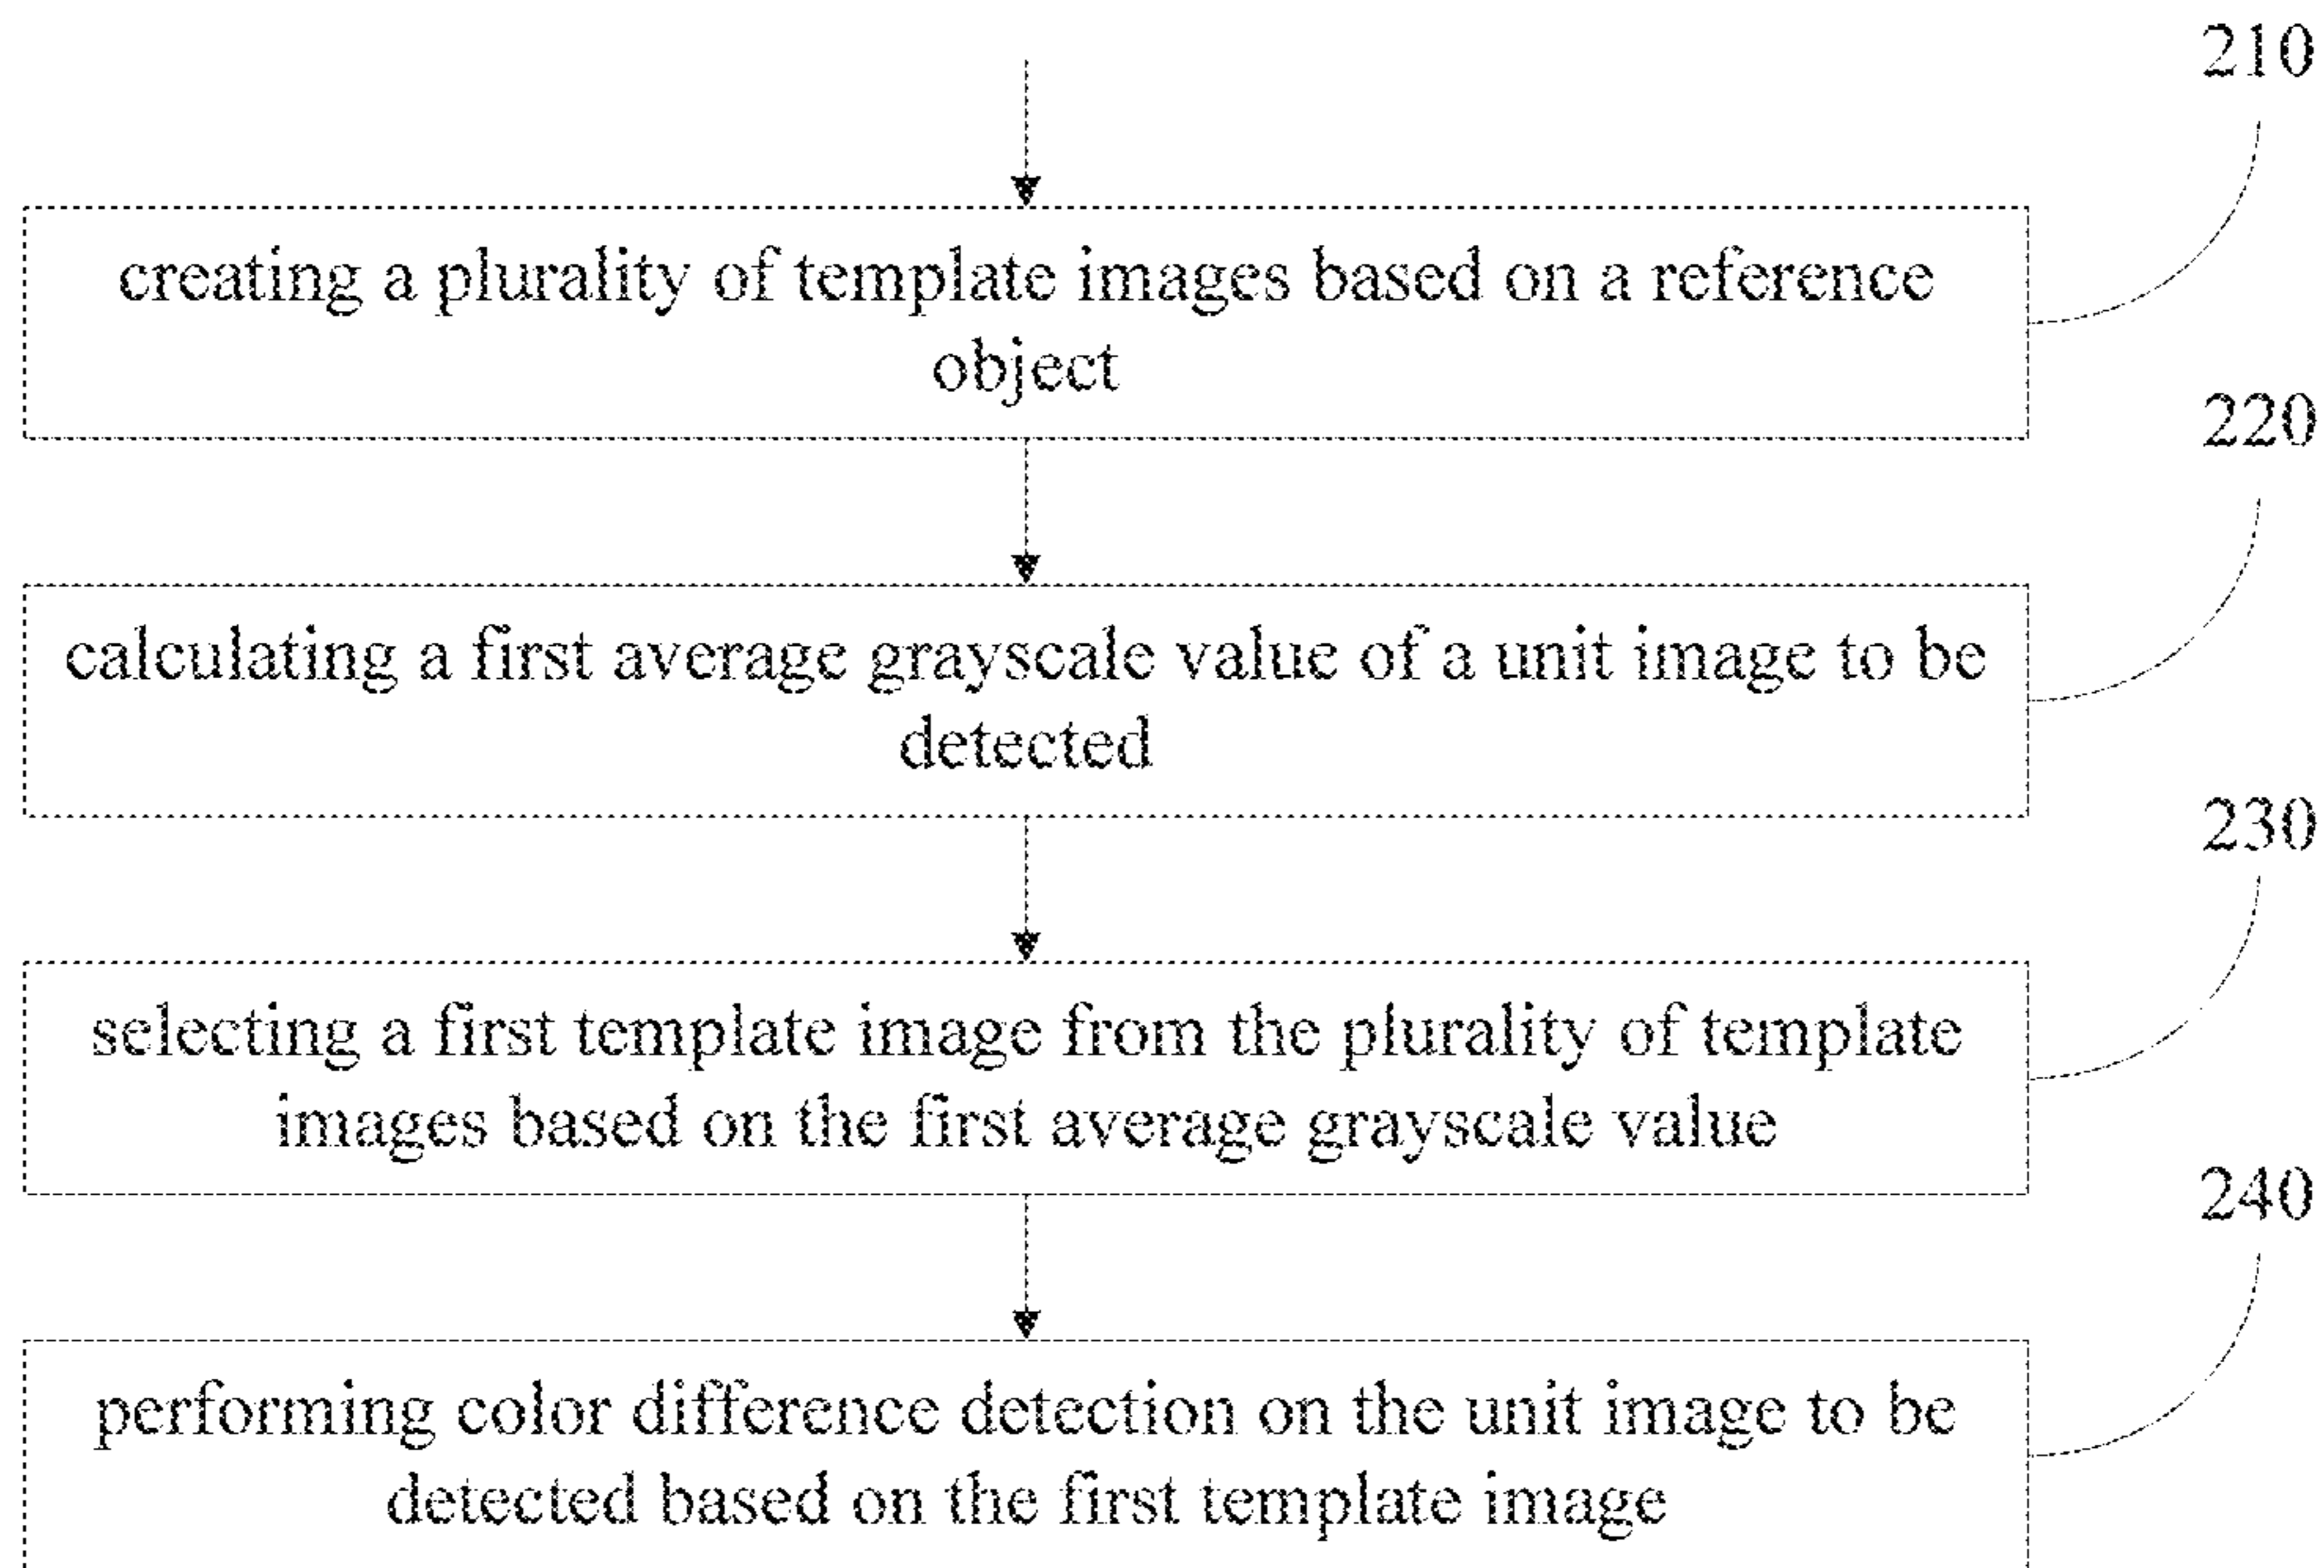 210
creating a plurality of template images based on a reference
object
220
calculating a first average grayscale value of a unit image to be
detected
230
selecting a first template image from the plurality of template
images based on the first average grayscale value
240
performing color difference detection on the unit image to be
detected based on the first template image